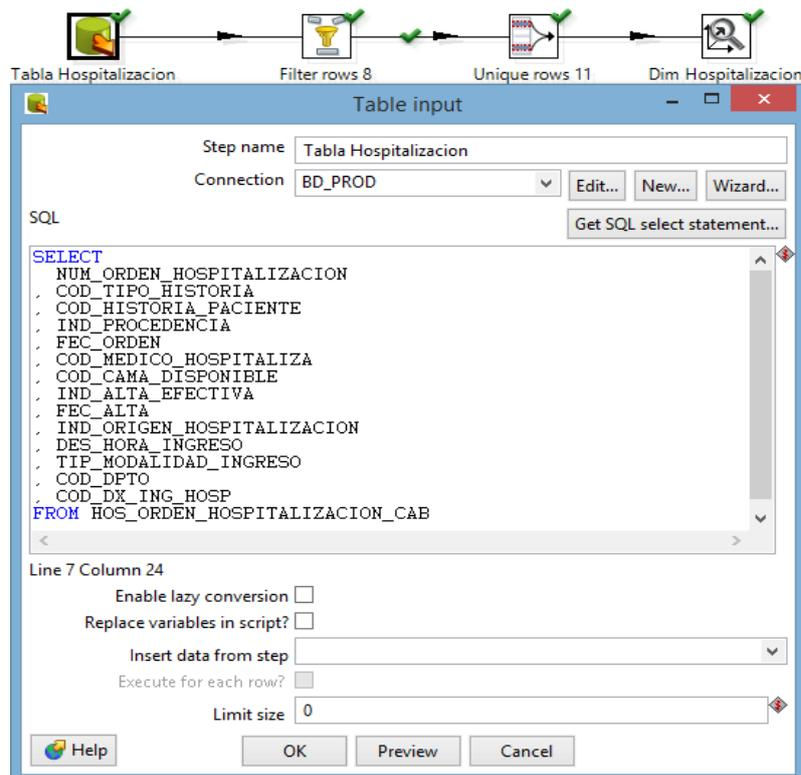 Tabla Hospitalizacion Filter rows 8 Unique rows 11 Dim Hospitalizacion
Table input
Step name Tabla Hospitalizacion
Connection BD_PROD Edit... New... Wizard...
SQL Get SQL select statement...
SELECT
NUM_ORDEN_HOSPITALIZACION
, COD_TIPO_HISTORIA
, COD_HISTORIA_PACIENTE
, IND_PROCEDENCIA
, FEC_ORDEN
, COD_MEDICO_HOSPITALIZA
, COD_CAMA_DISPONIBLE
, IND_ALTA_EFECTIVA
, FEC_ALTA
, IND_ORIGEN_HOSPITALIZACION
, DES_HORA_INGRESO
, TIP_MODALIDAD_INGRESO
, COD_DPTO
, COD_DX_ING_HOSP
FROM HOS_ORDEN_HOSPITALIZACION_CAB
Line 7 Column 24
Enable lazy conversion
Replace variables in script?
Insert data from step
Execute for each row?
Limit size 0
Help OK Preview Cancel